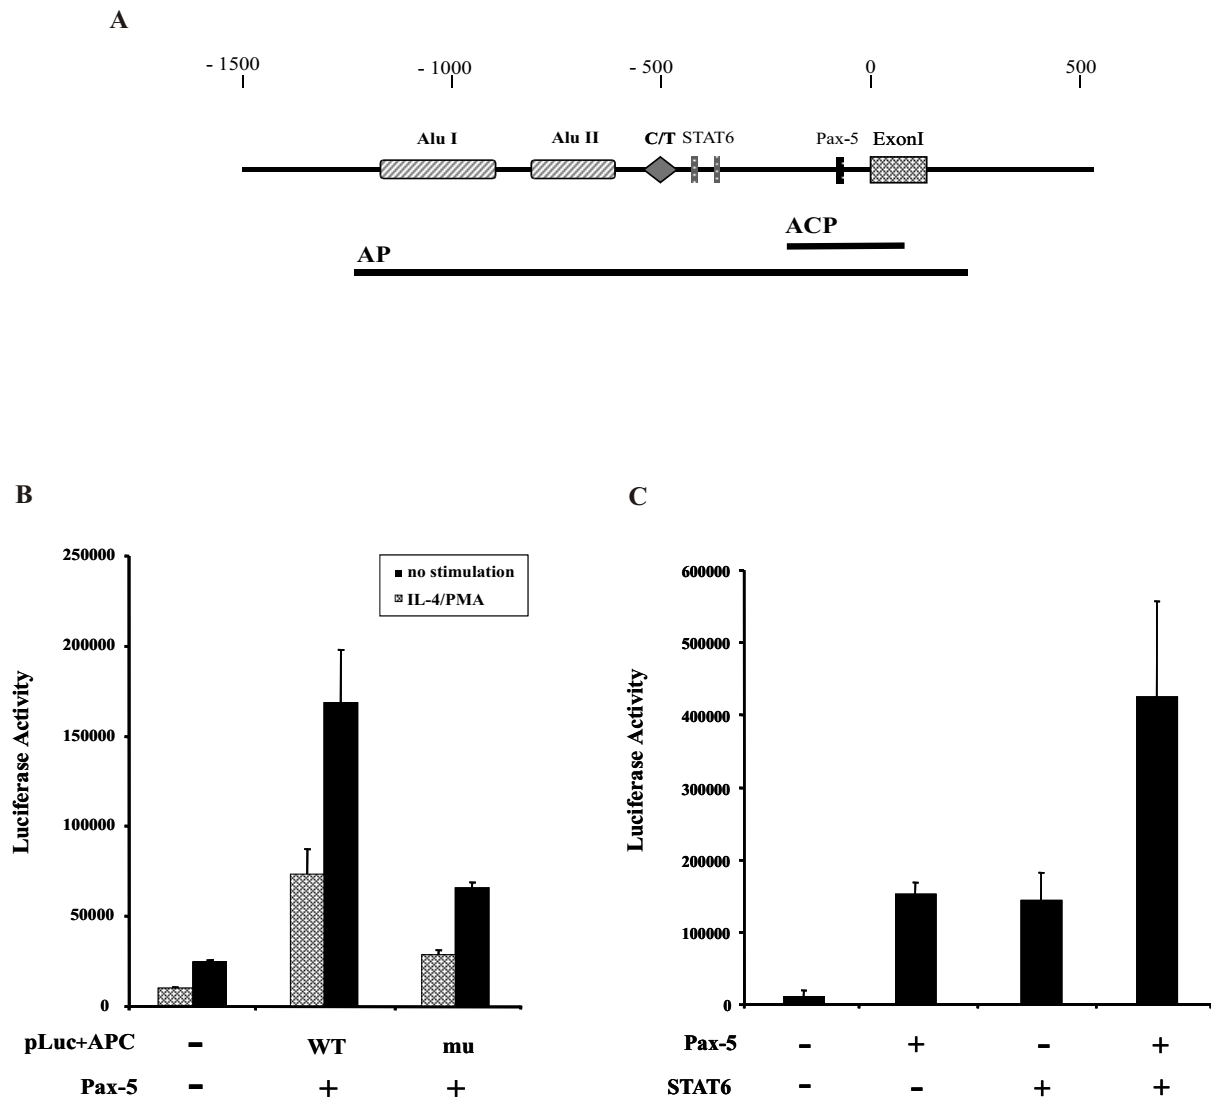 A
- 1500 - 1000 - 500 0 500
Alu I Alu II C/T STAT6 Pax-5 ExonI
ACP
AP
B
250000
200000
150000
100000
50000
0
Luciferase Activity
no stimulation
IL-4/PMA
pLuc+APC - WT mu
Pax-5 - + +
C
600000
500000
400000
300000
200000
100000
0
Luciferase Activity
Pax-5 - + - +
STAT6 - - + +